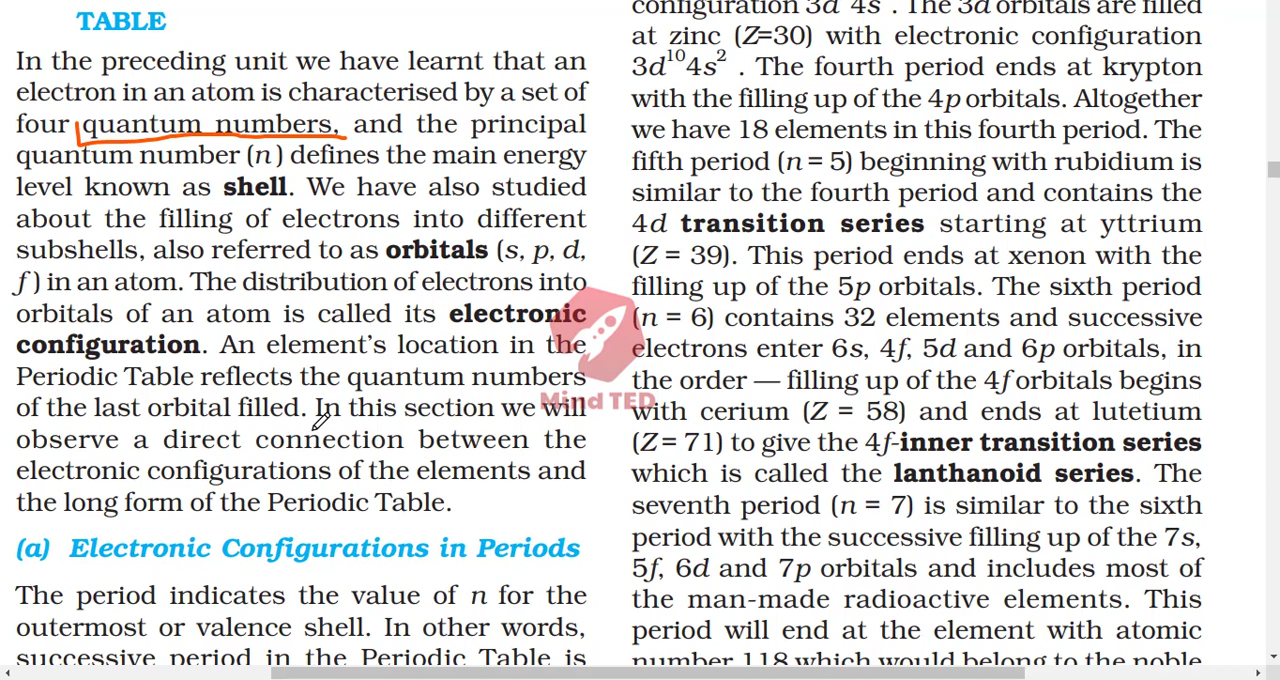 TABLE
In the preceding unit we have learnt that an
electron in an atom is characterised by a set of
four quantum numbers, and the principal
quantum number (n) defines the main energy
level known as shell. We have also studied
about the filling of electrons into different
subshells, also referred to as orbitals (s, p, d,
f) in an atom. The distribution of electrons into
orbitals of an atom is called its electronic
configuration. An element's location in the
Periodic Table reflects the quantum numbers
of the last orbital filled. In this section we will
observe a direct connection between the
electronic configurations of the elements and
the long form of the Periodic Table.
(a) Electronic Configurations in Periods
The period indicates the value of n for the
outermost or valence shell. In other words,
successive period in the Periodic Table is
configuration 3d 4s . The 3d orbitals are filled
at zinc (Z=30) with electronic configuration
3d¹⁰4s² . The fourth period ends at krypton
with the filling up of the 4p orbitals. Altogether
we have 18 elements in this fourth period. The
fifth period (n = 5) beginning with rubidium is
similar to the fourth period and contains the
4d transition series starting at yttrium
(Z = 39). This period ends at xenon with the
filling up of the 5p orbitals. The sixth period
(n = 6) contains 32 elements and successive
electrons enter 6s, 4f, 5d and 6p orbitals, in
the order — filling up of the 4f orbitals begins
with cerium (Z = 58) and ends at lutetium
(Z = 71) to give the 4f-inner transition series
which is called the lanthanoid series. The
seventh period (n = 7) is similar to the sixth
period with the successive filling up of the 7s,
5f, 6d and 7p orbitals and includes most of
the man-made radioactive elements. This
period will end at the element with atomic
number 118 which would belong to the noble
Mind TED